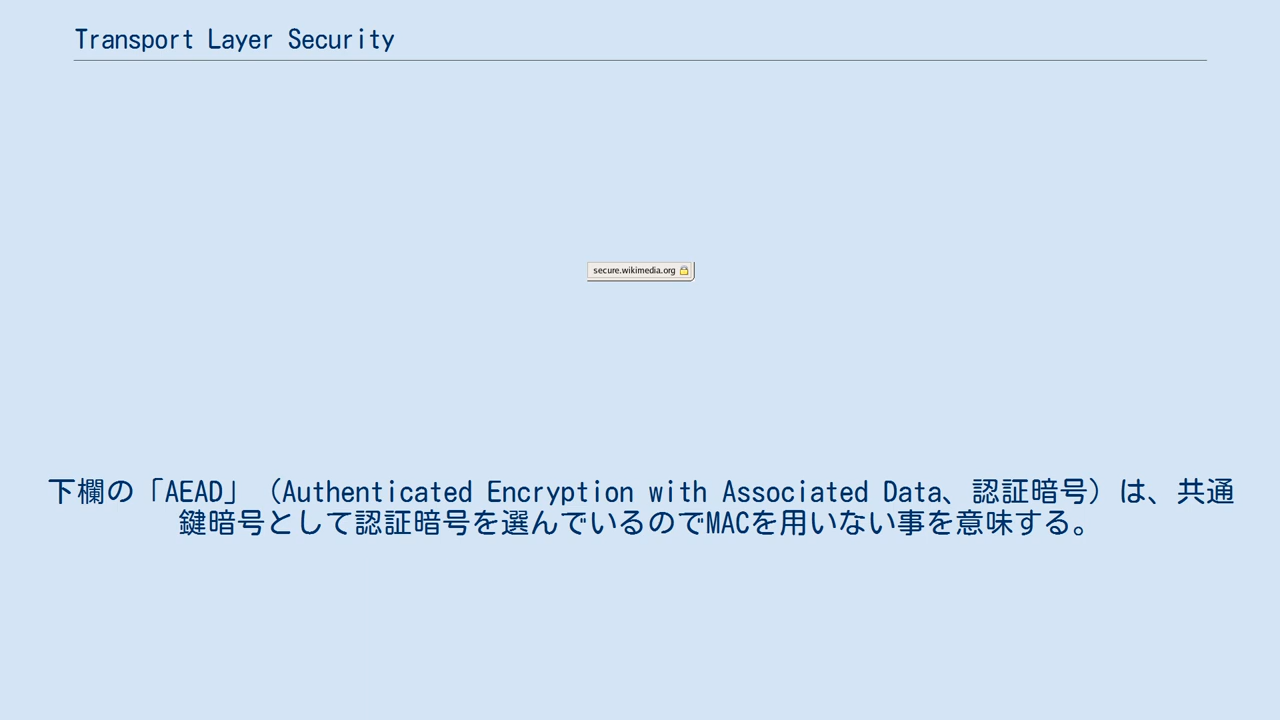 Transport Layer Security
secure.wikimedia.org
下欄の「AEAD」（Authenticated Encryption with Associated Data、認証暗号）は、共通
鍵暗号として認証暗号を選んでいるのでMACを用いない事を意味する。